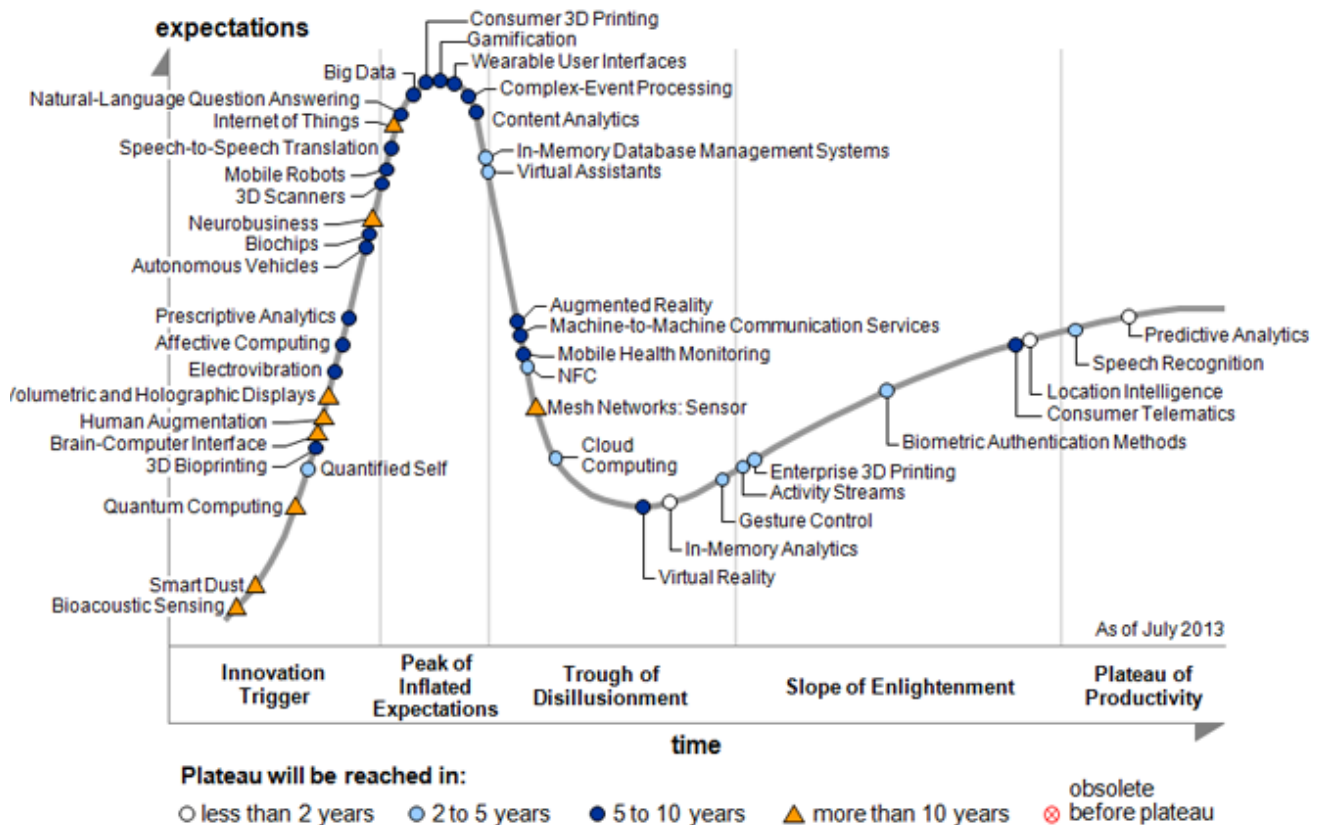 expectations
Consumer 3D Printing
Gamification
Wearable User Interfaces
Big Data
Complex-Event Processing
Natural-Language Question Answering
Internet of Things
Content Analytics
Speech-to-Speech Translation
In-Memory Database Management Systems
Mobile Robots
Virtual Assistants
3D Scanners
Neurobusiness
Biochips
Autonomous Vehicles
Augmented Reality
Prescriptive Analytics
Machine-to-Machine Communication Services
Predictive Analytics
Affective Computing
Mobile Health Monitoring
Speech Recognition
Electrovibration
NFC
Volumetric and Holographic Displays
Location Intelligence
Mesh Networks: Sensor
Consumer Telematics
Human Augmentation
Brain-Computer Interface
Biometric Authentication Methods
3D Bioprinting
Quantified Self
Cloud
Computing
Enterprise 3D Printing
Activity Streams
Quantum Computing
Gesture Control
In-Memory Analytics
Virtual Reality
Smart Dust
Bioacoustic Sensing
As of July 2013
Innovation
Trigger
Peak of
Inflated
Expectations
Trough of
Disillusionment
Slope of Enlightenment
Plateau of
Productivity
time
Plateau will be reached in:
less than 2 years
2 to 5 years
5 to 10 years
more than 10 years
obsolete
before plateau